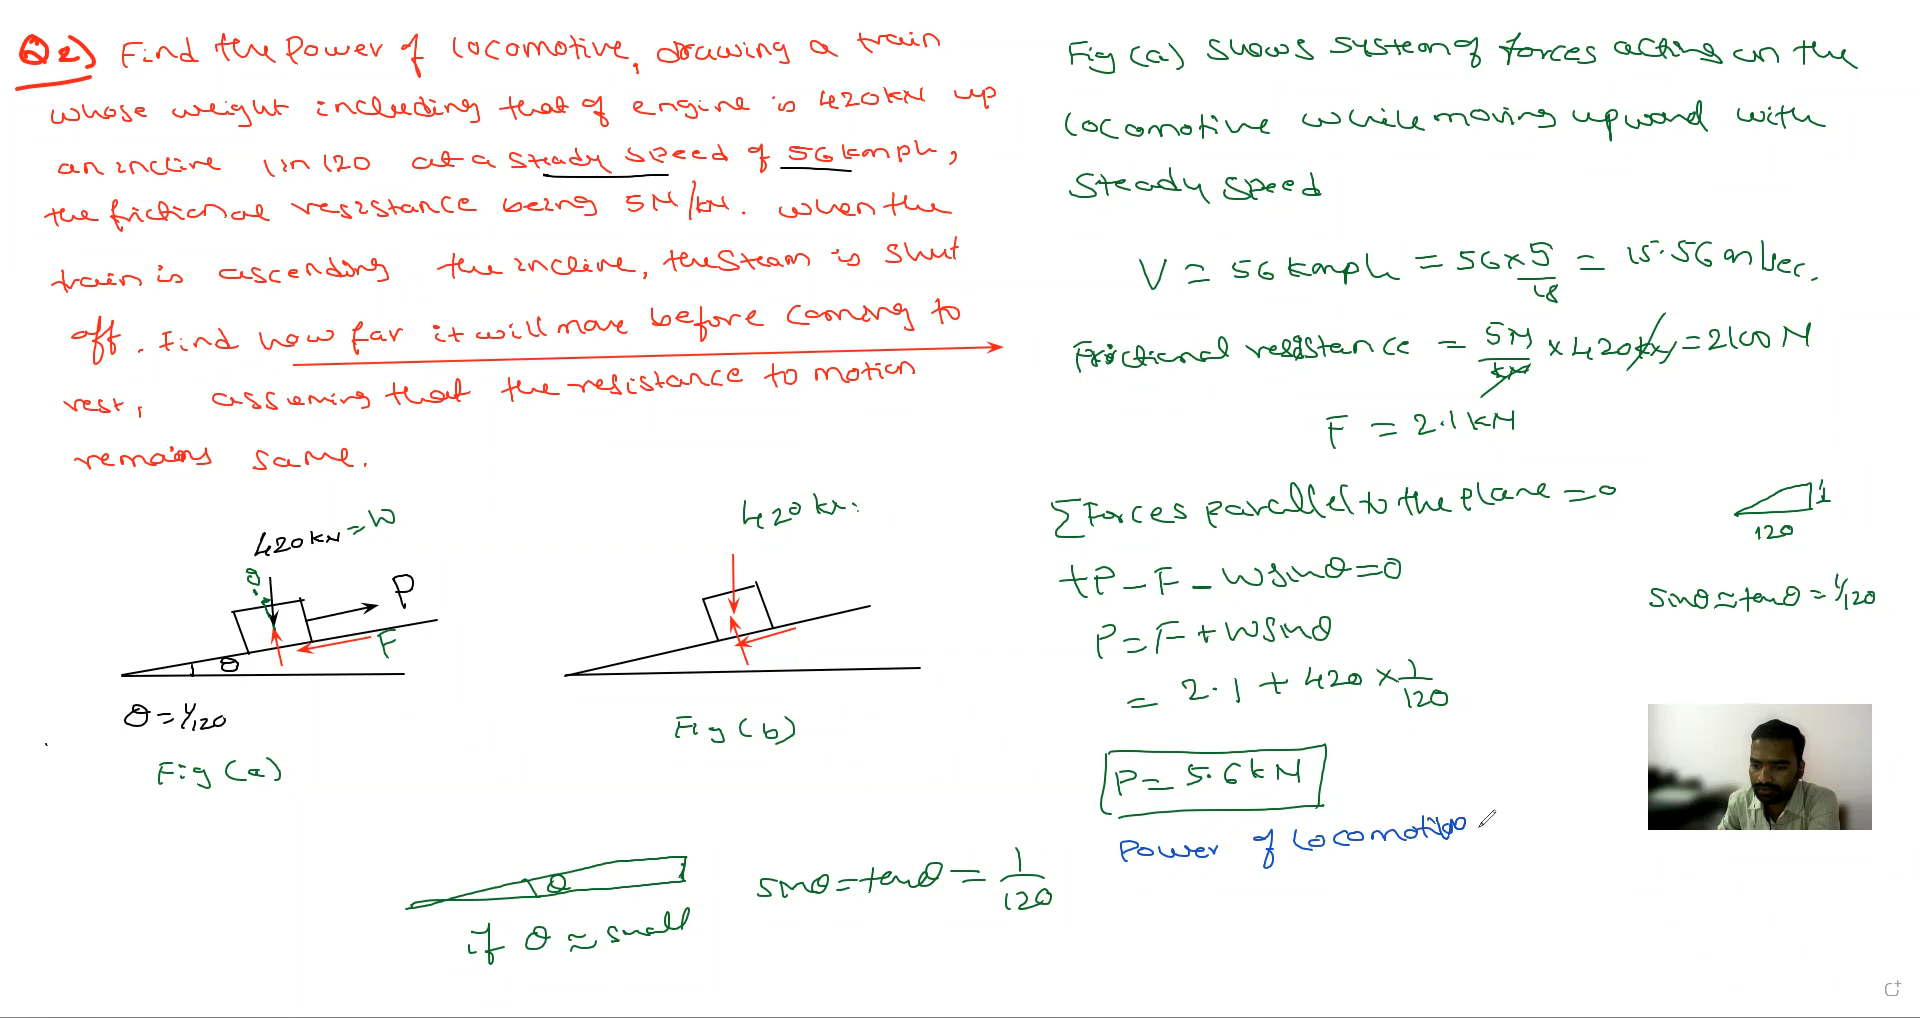 Q2) Find the Power of locomotive, drawing a train
whose weight including that of engine is 420kN up
an incline 1 in 120 at a steady speed of 56 kmph,
the frictional resistance being 5N/kN. When the
train is ascending the incline, the steam is shut
off. Find how far it will move before coming to
rest, assuming that the resistance to motion
remains same.
420kN = W
P
F
θ
θ
θ = 1/120
Fig (a)
420 kN.
Fig (b)
θ
if θ ≈ small
sinθ = tanθ = 1/120
Fig (a) shows system of forces acting on the
locomotive while moving upward with
steady speed
V = 56 kmph = 56 × 5/18 = 15.56 m/sec.
Frictional resistance = 5N/kN × 420kN = 2100 N
F = 2.1 kN
ΣForces parallel to the plane = 0
+P - F - W sinθ = 0
P = F + W sinθ
= 2.1 + 420 × 1/120
P = 5.6 kN
Power of locomotive
1
120
sinθ ≈ tanθ = 1/120